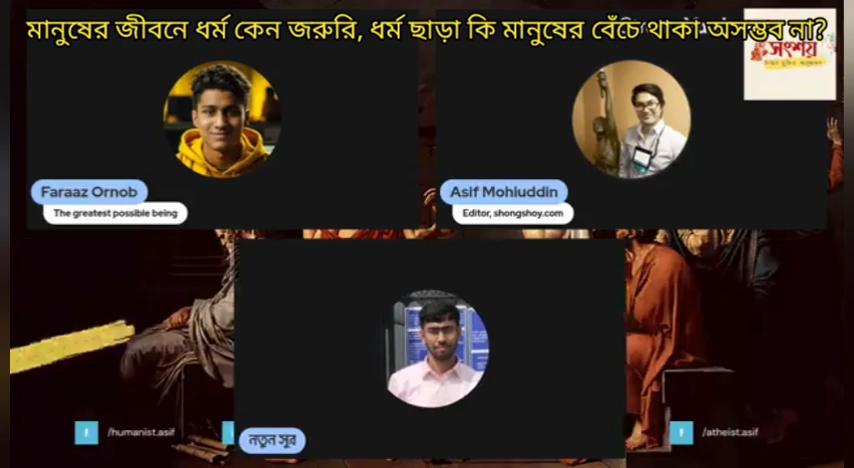 মানুষের জীবনে ধর্ম কেন জরুরি, ধর্ম ছাড়া কি মানুষের বেঁচে থাকা অসম্ভব না?
সংশয়
Faraaz Ornob
The greatest possible being
Asif Mohiuddin
Editor, shongshoy.com
নতুন সূর
/humanist.asif
/atheist.asif